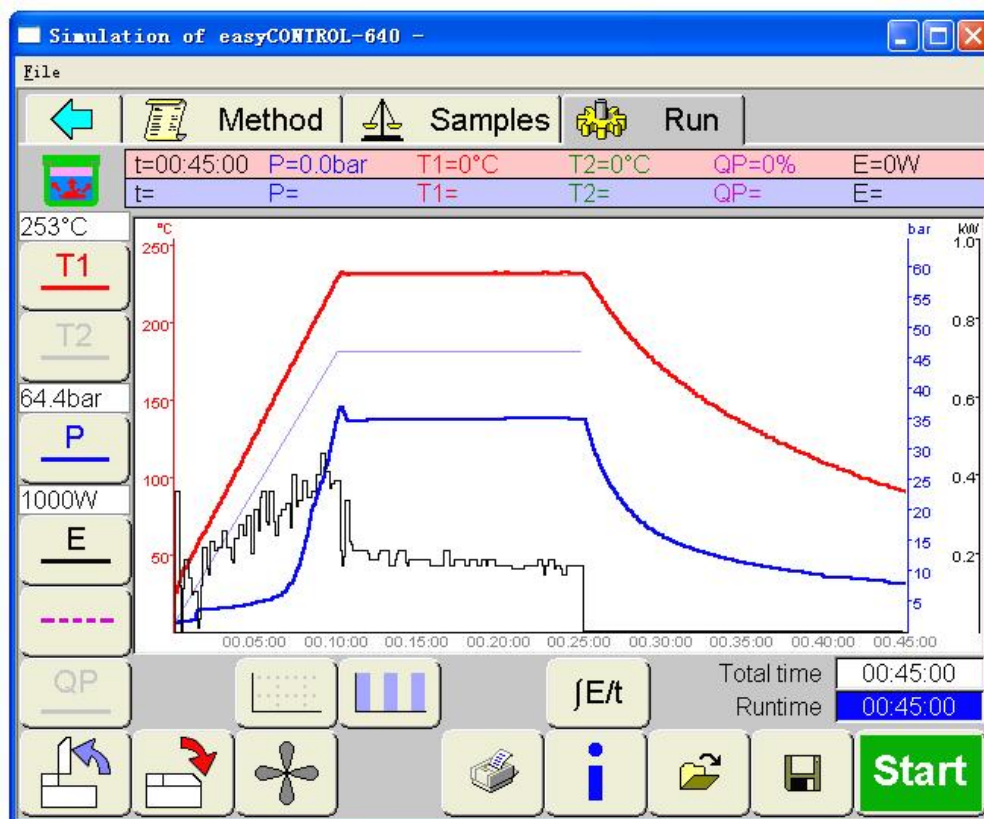 Simulation of easyCONTROL-640 -
File
Method Samples Run
t=00:45:00 P=0.0bar T1=0°C T2=0°C QP=0% E=0W
t= P= T1= T2= QP= E=
253°C
T1
T2
64.4bar
P
1000W
E
QP
°C
250
200
150
100
50
bar
60
55
50
45
40
35
30
25
20
15
10
5
kW
1.0
0.8
0.6
0.4
0.2
00.05:00 00.10:00 00.15:00 00.20:00 00.25:00 00.30:00 00.35:00 00.40:00 00.45:00
∫E/t
Total time 00:45:00
Runtime 00:45:00
i
Start